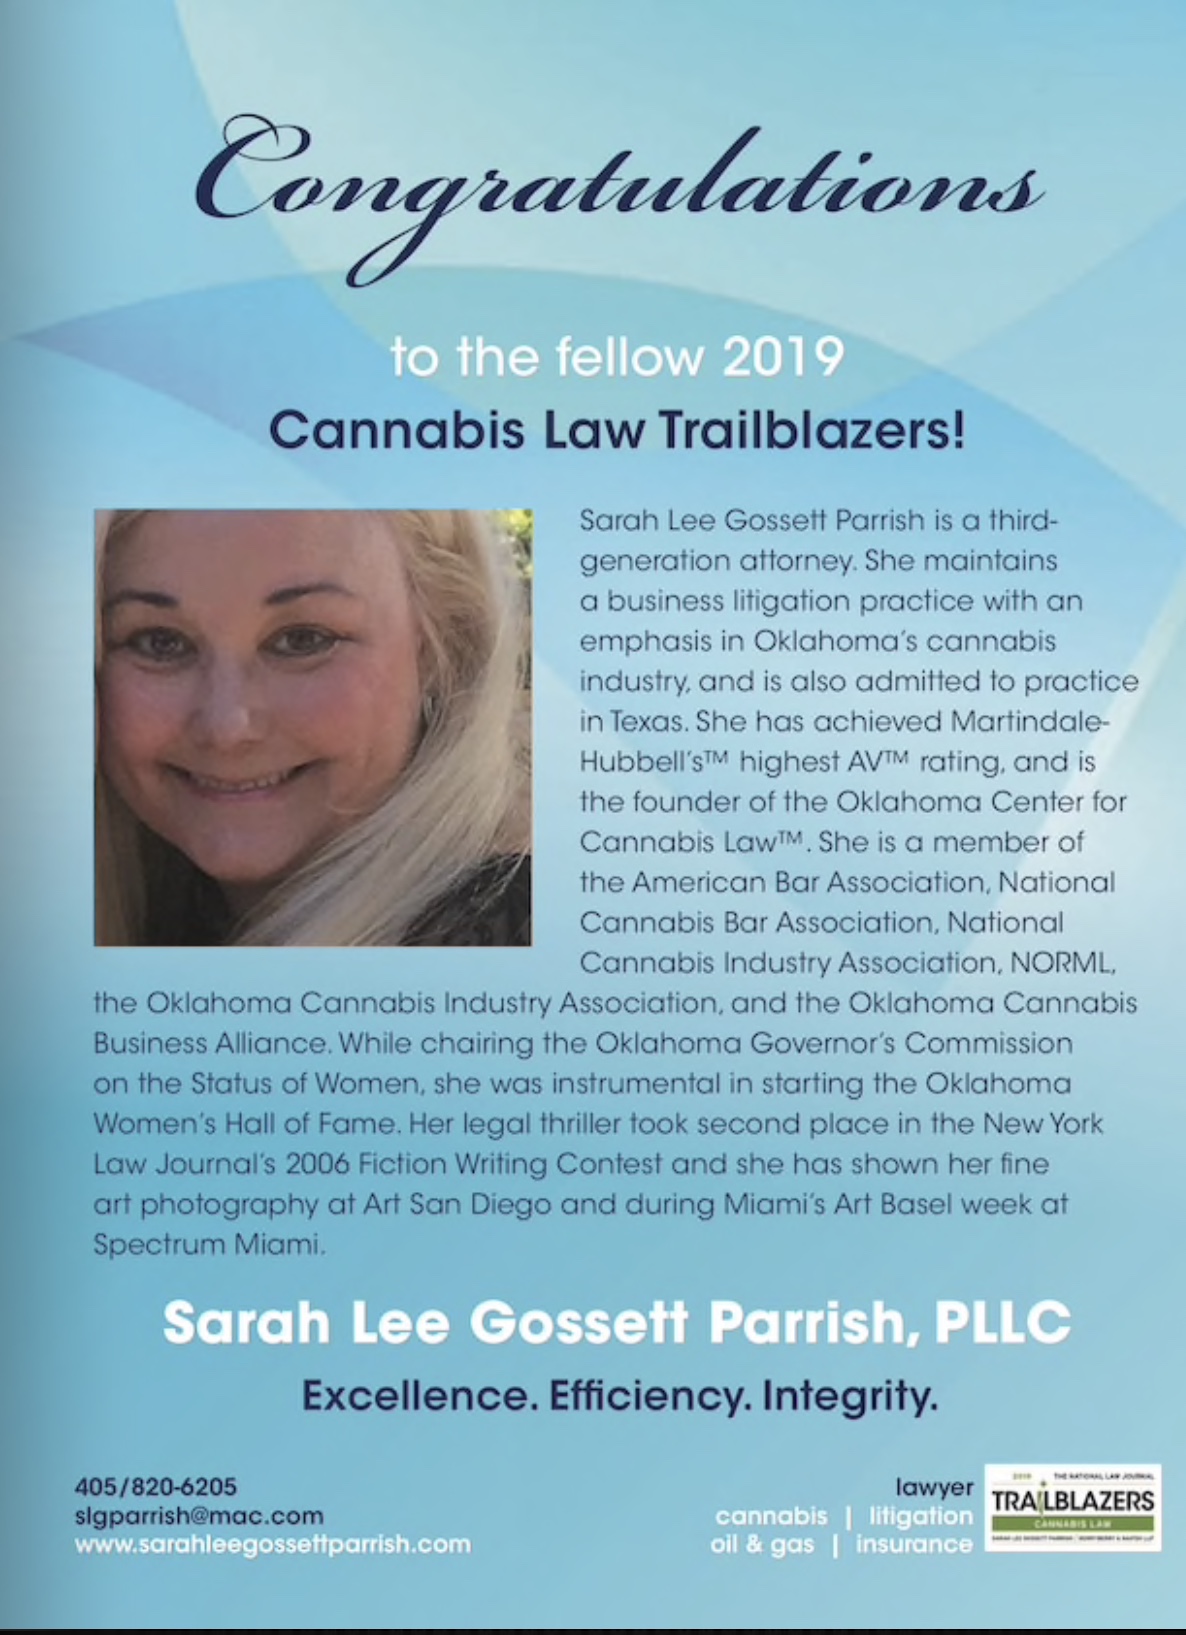 Congratulations
to the fellow 2019
Cannabis Law Trailblazers!
Sarah Lee Gossett Parrish is a third-
generation attorney. She maintains
a business litigation practice with an
emphasis in Oklahoma's cannabis
industry, and is also admitted to practice
in Texas. She has achieved Martindale-
Hubbell's™ highest AV™ rating, and is
the founder of the Oklahoma Center for
Cannabis Law™. She is a member of
the American Bar Association, National
Cannabis Bar Association, National
Cannabis Industry Association, NORML,
the Oklahoma Cannabis Industry Association, and the Oklahoma Cannabis
Business Alliance. While chairing the Oklahoma Governor's Commission
on the Status of Women, she was instrumental in starting the Oklahoma
Women's Hall of Fame. Her legal thriller took second place in the New York
Law Journal's 2006 Fiction Writing Contest and she has shown her fine
art photography at Art San Diego and during Miami's Art Basel week at
Spectrum Miami.
Sarah Lee Gossett Parrish, PLLC
Excellence. Efficiency. Integrity.
405/820-6205
slgparrish@mac.com
www.sarahleegossettparrish.com
lawyer
cannabis | litigation
oil & gas | insurance
2019 THE NATIONAL LAW JOURNAL
TRAILBLAZERS
CANNABIS LAW
SARAH LEE GOSSETT PARRISH